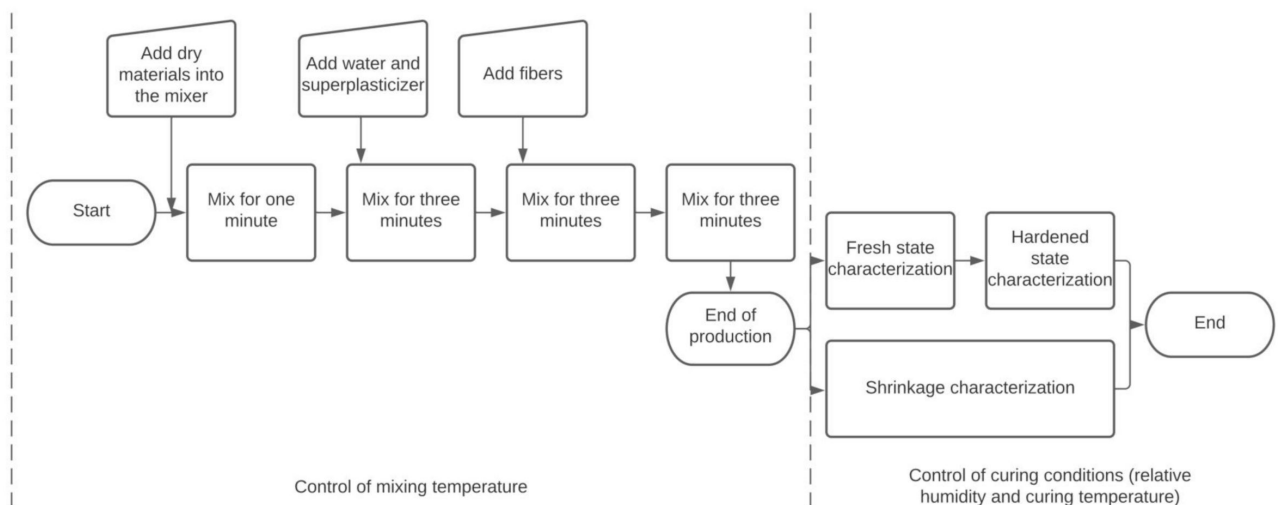 Add dry
materials into
the mixer
Add water and
superplasticizer
Add fibers
Start
Mix for one
minute
Mix for three
minutes
Mix for three
minutes
Mix for three
minutes
End of
production
Fresh state
characterization
Hardened
state
characterization
Shrinkage characterization
End
Control of mixing temperature
Control of curing conditions (relative
humidity and curing temperature)